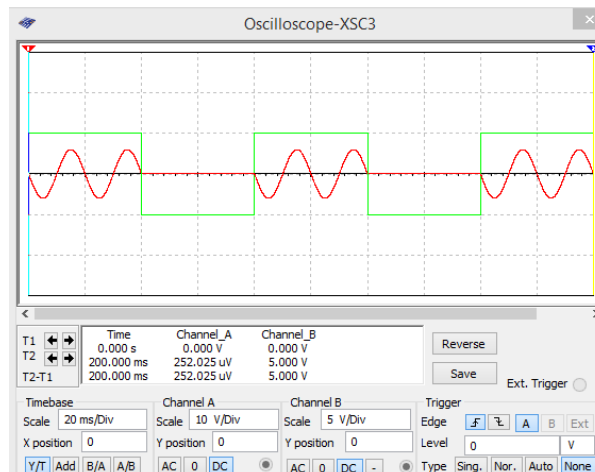 Oscilloscope-XSC3
×
1
T1
T2
T2-T1
Time Channel_A Channel_B
0.000 s 0.000 V 0.000 V
200.000 ms 252.025 uV 5.000 V
200.000 ms 252.025 uV 5.000 V
Reverse
Save
Ext. Trigger
Timebase
Scale 20 ms/Div
X position 0
Y/T Add B/A A/B
Channel A
Scale 10 V/Div
Y position 0
AC 0 DC
Channel B
Scale 5 V/Div
Y position 0
AC 0 DC -
Trigger
Edge A B Ext
Level 0 V
Type Sing. Nor. Auto None